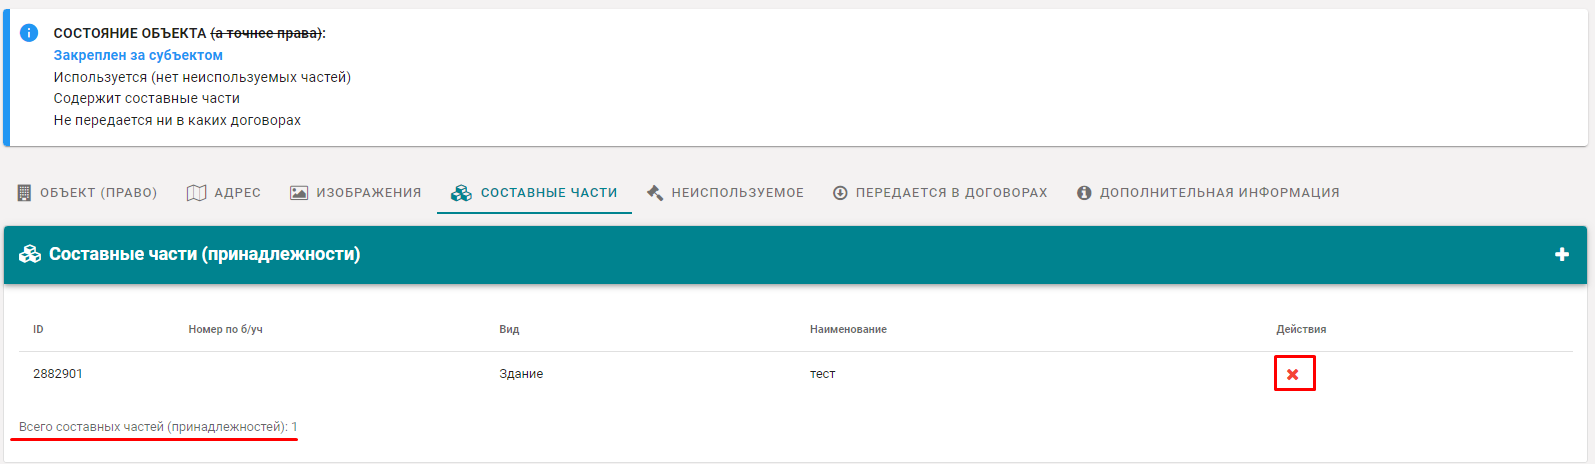 СОСТОЯНИЕ ОБЪЕКТА (а точнее права):
Закреплен за субъектом
Используется (нет неиспользуемых частей)
Содержит составные части
Не передается ни в каких договорах
ОБЪЕКТ (ПРАВО) АДРЕС ИЗОБРАЖЕНИЯ СОСТАВНЫЕ ЧАСТИ НЕИСПОЛЬЗУЕМОЕ ПЕРЕДАЕТСЯ В ДОГОВОРАХ ДОПОЛНИТЕЛЬНАЯ ИНФОРМАЦИЯ
Составные части (принадлежности)
ID Номер по б/уч Вид Наименование Действия
2882901 Здание тест
Всего составных частей (принадлежностей): 1